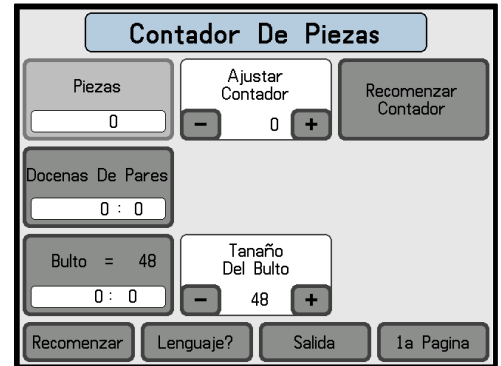 Contador De Piezas
Piezas
0
Ajustar
Contador
- 0 +
Recomenzar
Contador
Docenas De Pares
0 : 0
Bulto = 48
0 : 0
Tanaño
Del Bulto
- 48 +
Recomenzar
Lenguaje?
Salida
1a Pagina